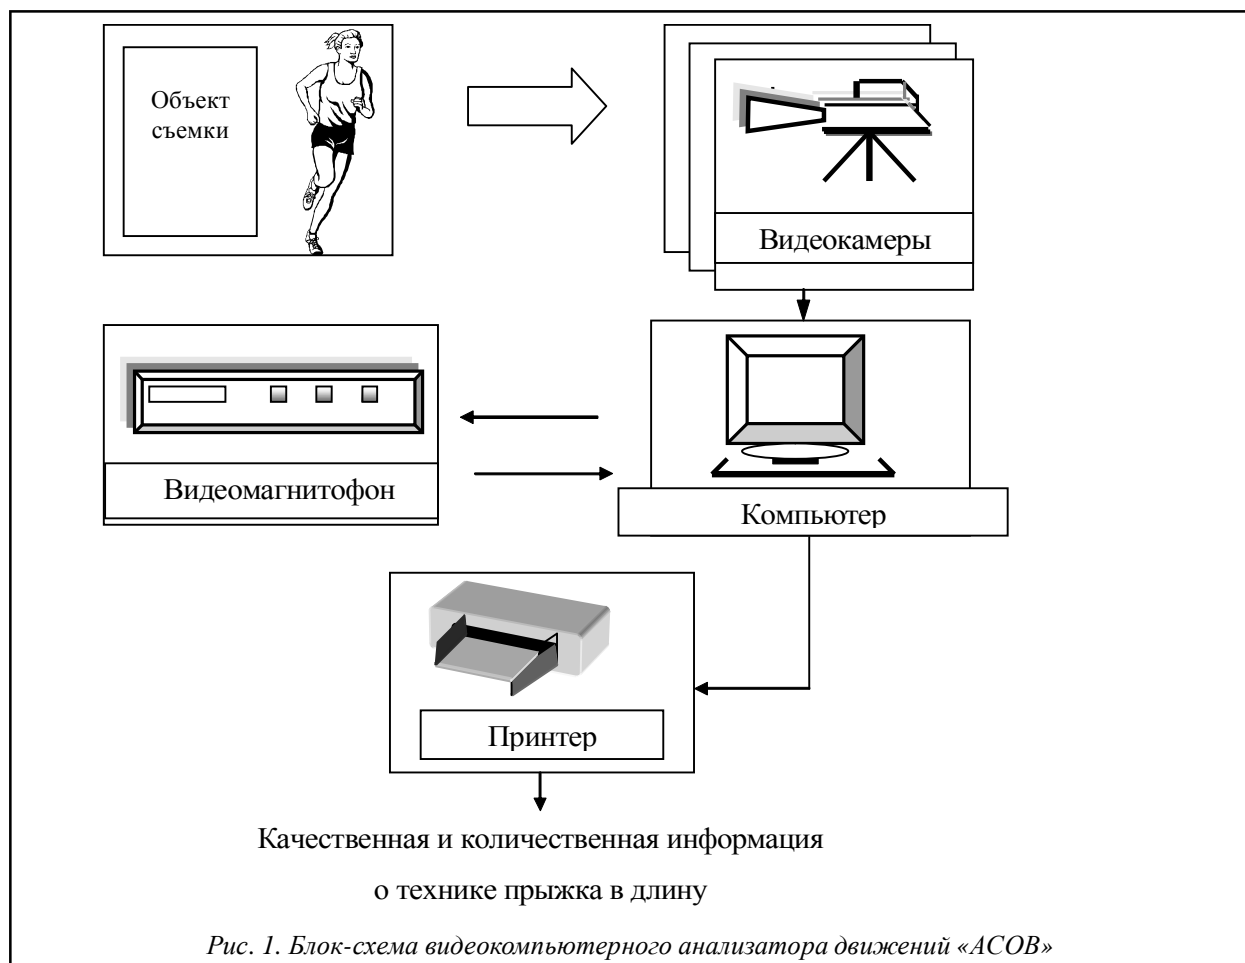 Объект
съемки
Видеокамеры
Видеомагнитофон
Компьютер
Принтер
Качественная и количественная информация
о технике прыжка в длину
Рис. 1. Блок-схема видеокомпьютерного анализатора движений «АСОВ»